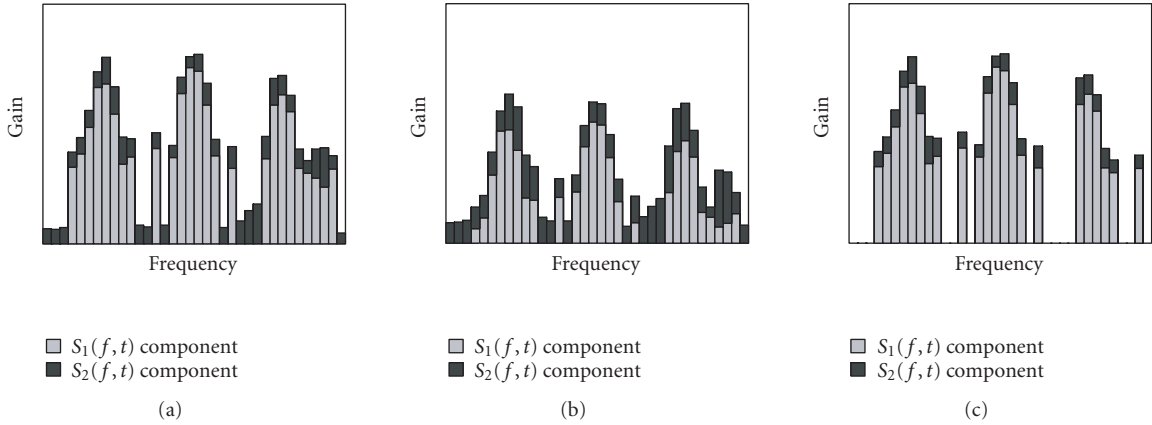 Gain
Frequency
S₁(f, t) component
S₂(f, t) component
(a)
Gain
Frequency
S₁(f, t) component
S₂(f, t) component
(b)
Gain
Frequency
S₁(f, t) component
S₂(f, t) component
(c)